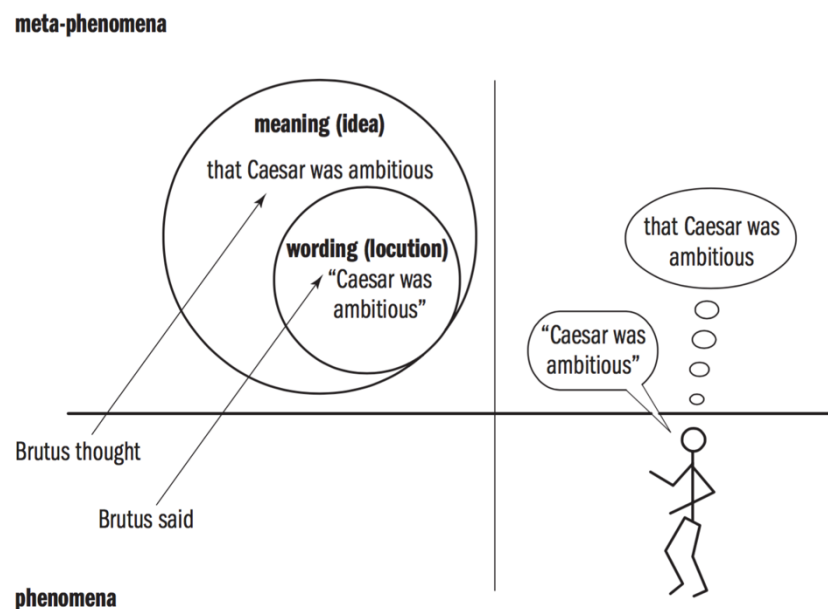 meta-phenomena
meaning (idea)
that Caesar was ambitious
wording (locution)
“Caesar was
ambitious”
that Caesar was
ambitious
“Caesar was
ambitious”
Brutus thought
Brutus said
phenomena